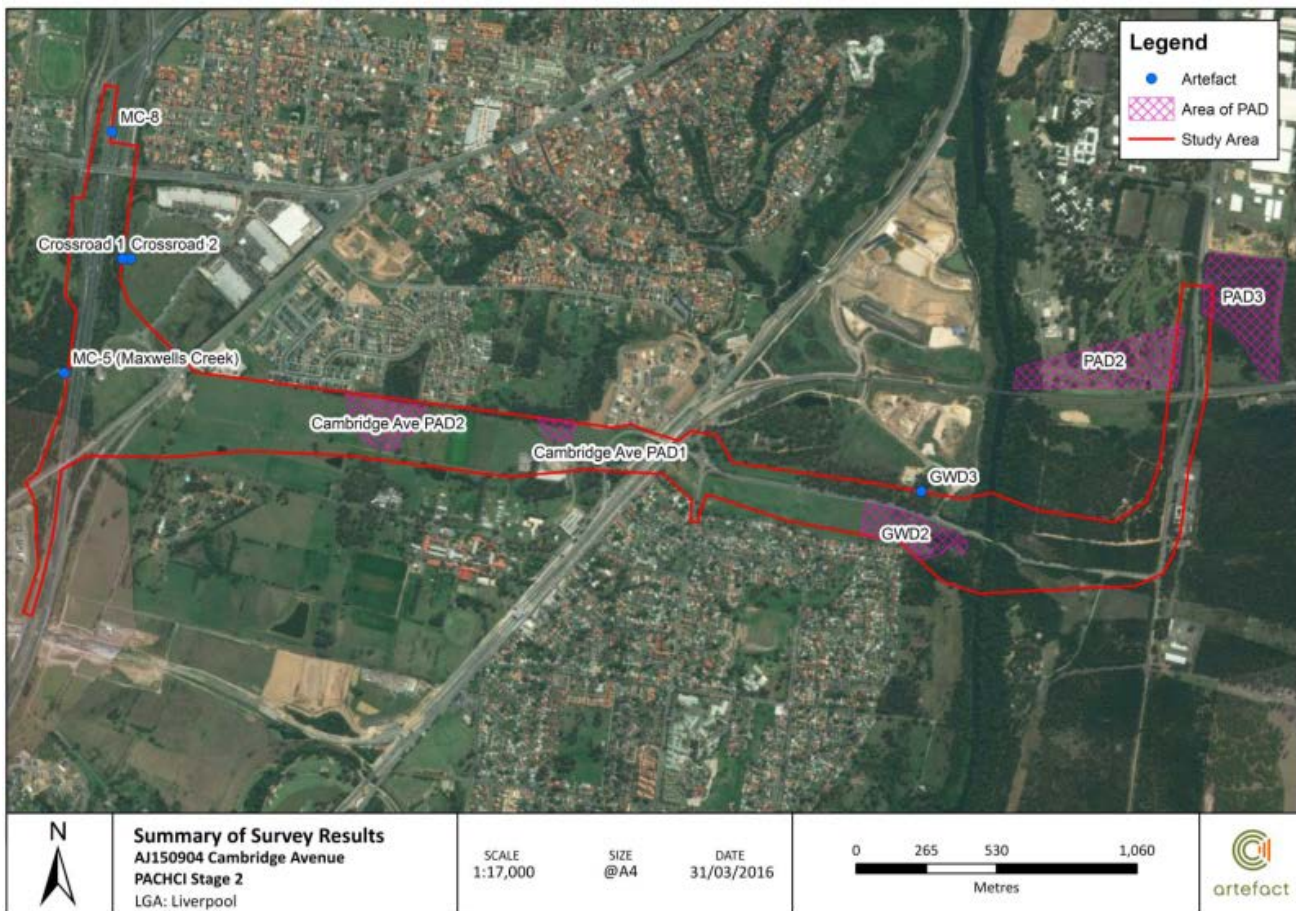 Legend
Artefact
Area of PAD
Study Area
MC-8
Crossroad 1 Crossroad 2
PAD3
PAD2
MC-5 (Maxwells Creek)
Cambridge Ave PAD2
Cambridge Ave PAD1
GWD3
GWD2
N
Summary of Survey Results
AJ150904 Cambridge Avenue
PACHCI Stage 2
LGA: Liverpool
SCALE
1:17,000
SIZE
@A4
DATE
31/03/2016
0 265 530 1,060
Metres
artefact